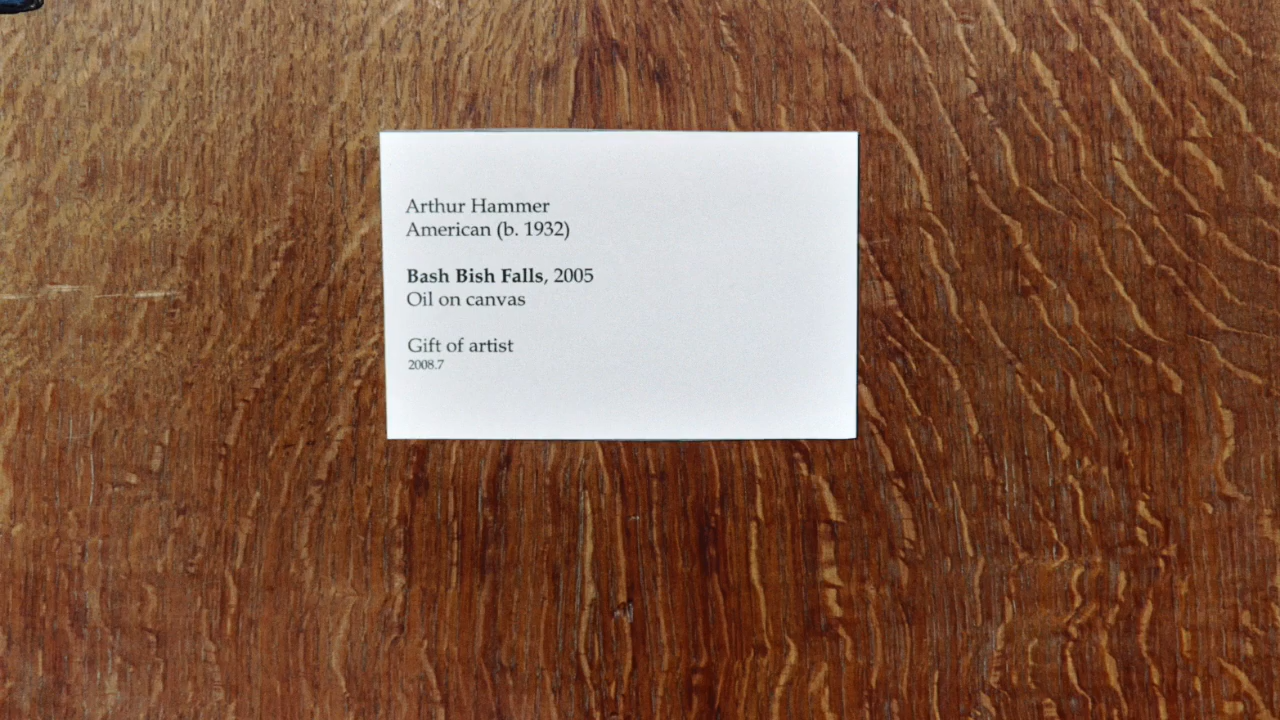 Arthur Hammer
American (b. 1932)
Bash Bish Falls, 2005
Oil on canvas
Gift of artist
2008.7